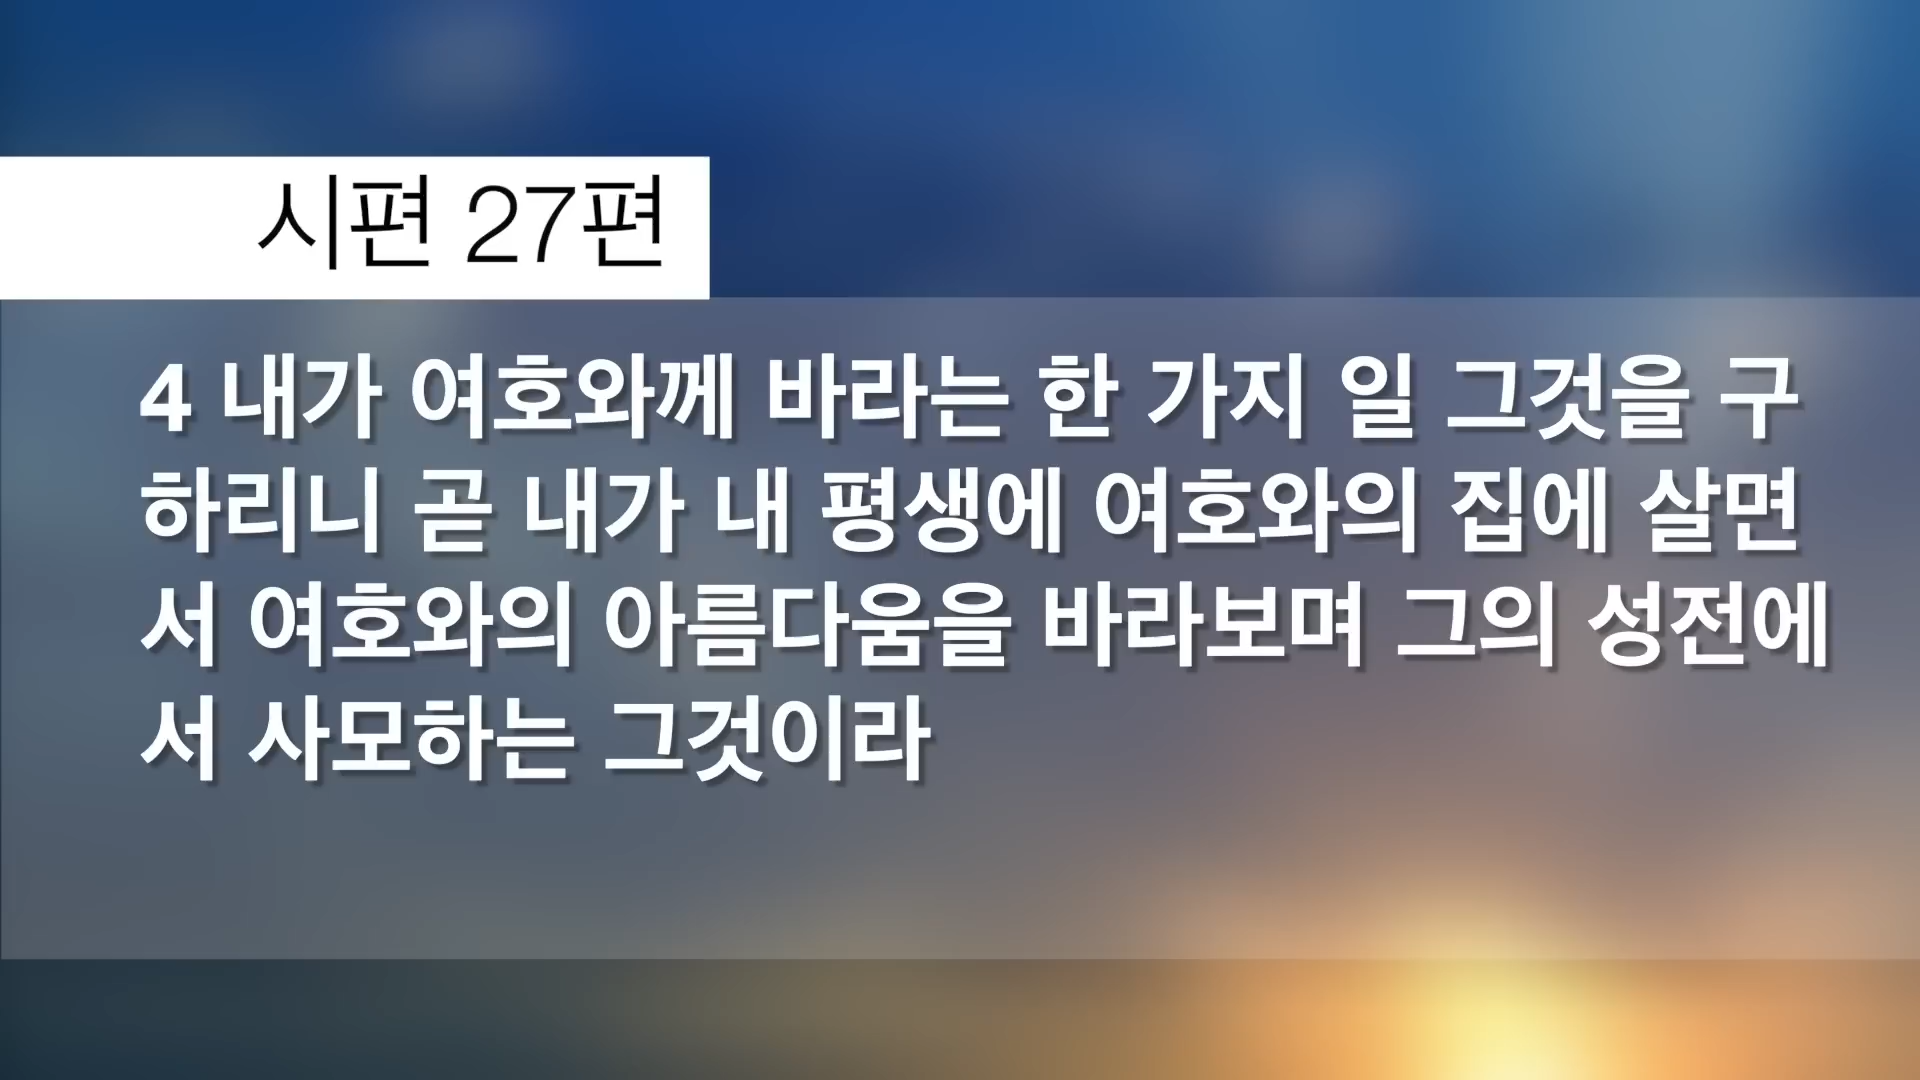 시편 27편
4 내가 여호와께 바라는 한 가지 일 그것을 구
하리니 곧 내가 내 평생에 여호와의 집에 살면
서 여호와의 아름다움을 바라보며 그의 성전에
서 사모하는 그것이라